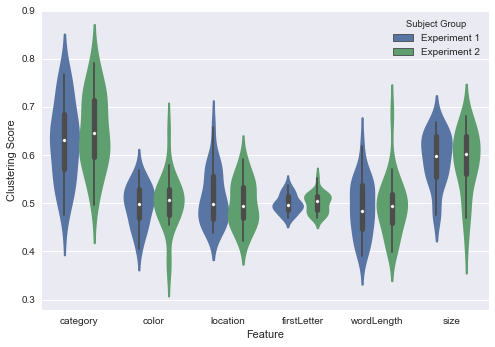 Subject Group
Experiment 1
Experiment 2
Clustering Score
0.9
0.8
0.7
0.6
0.5
0.4
0.3
category color location firstLetter wordLength size
Feature